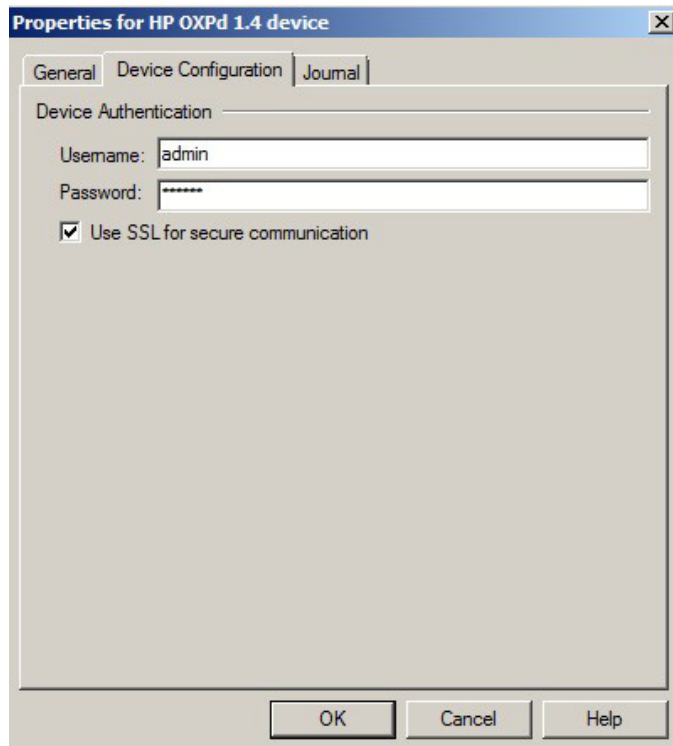 Properties for HP OXPd 1.4 device
General Device Configuration Journal
Device Authentication
Username: admin
Password: ******
Use SSL for secure communication
OK Cancel Help